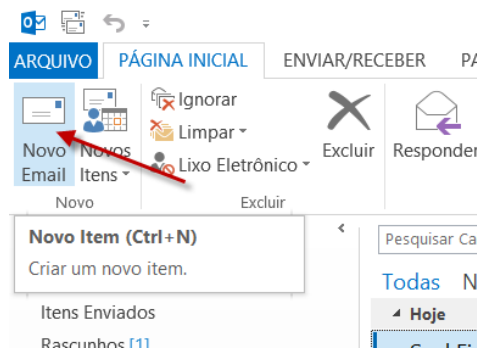 ARQUIVO PÁGINA INICIAL ENVIAR/RECEBER
Novo Email
Novos Itens
Ignorar
Limpar
Lixo Eletrônico
Excluir
Responder
Novo
Excluir
Novo Item (Ctrl+N)
Criar um novo item.
Pesquisar
Todas
Hoje
Itens Enviados
Rascunhos [1]